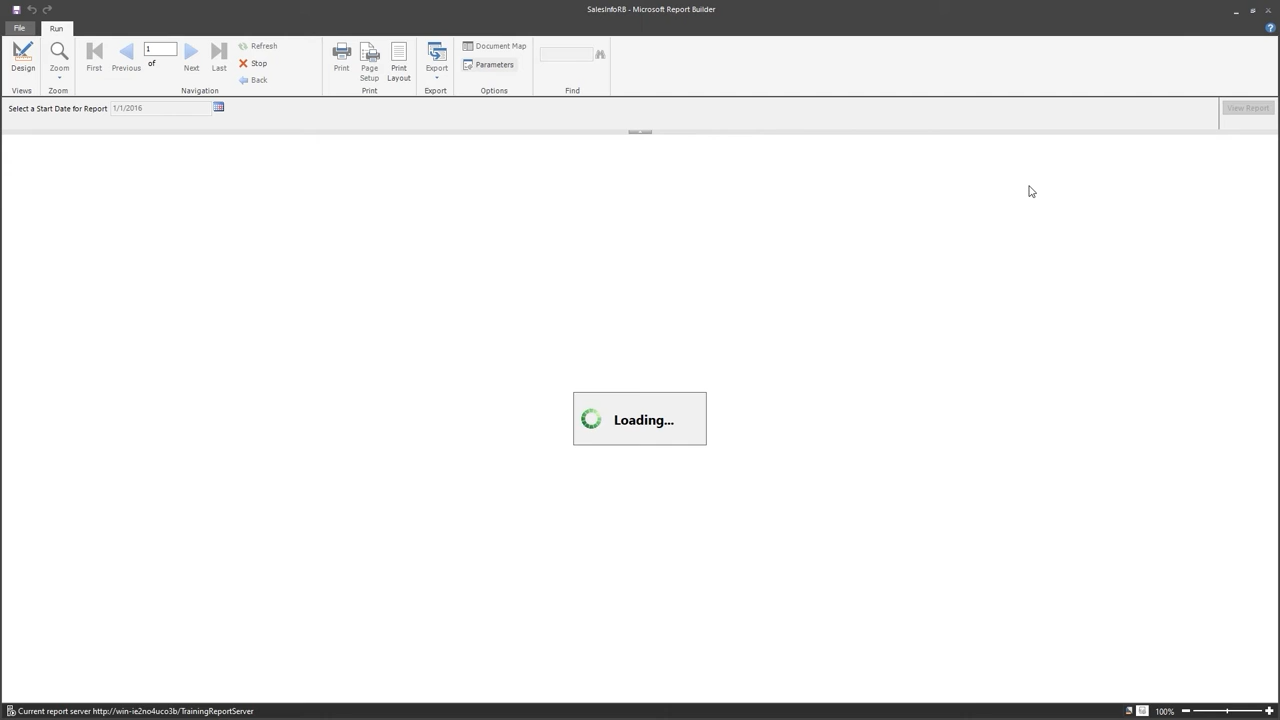 SalesInfoRB - Microsoft Report Builder
File
Run
Design
Zoom
First
Previous
1
of
Next
Last
Refresh
Stop
Back
Print
Page
Setup
Print
Layout
Export
Document Map
Parameters
Views
Zoom
Navigation
Print
Export
Options
Find
Select a Start Date for Report
1/1/2016
View Report
Loading...
Current report server http://win-ie2no4uco3b/TrainingReportServer
100%